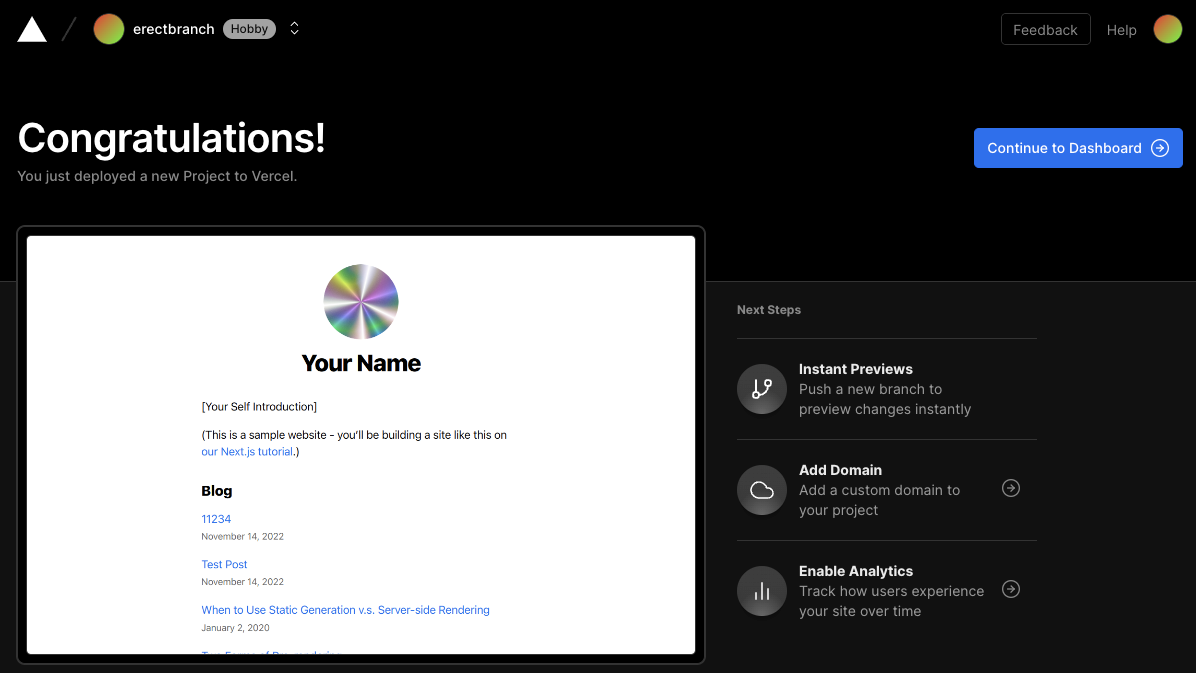 erectbranch Hobby
Feedback Help
Congratulations!
Continue to Dashboard
You just deployed a new Project to Vercel.
Your Name
[Your Self Introduction]
(This is a sample website - you'll be building a site like this on
our Next.js tutorial.)
Blog
11234
November 14, 2022
Test Post
November 14, 2022
When to Use Static Generation v.s. Server-side Rendering
January 2, 2020
Next Steps
Instant Previews
Push a new branch to
preview changes instantly
Add Domain
Add a custom domain to
your project
Enable Analytics
Track how users experience
your site over time